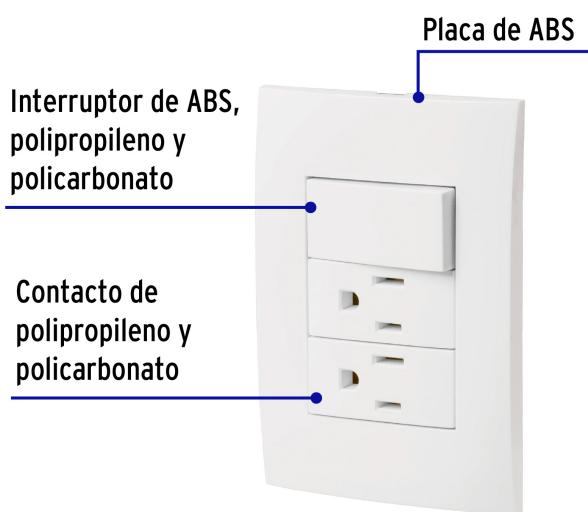 Placa de ABS
Interruptor de ABS,
polipropileno y
policarbonato
Contacto de
polipropileno y
policarbonato